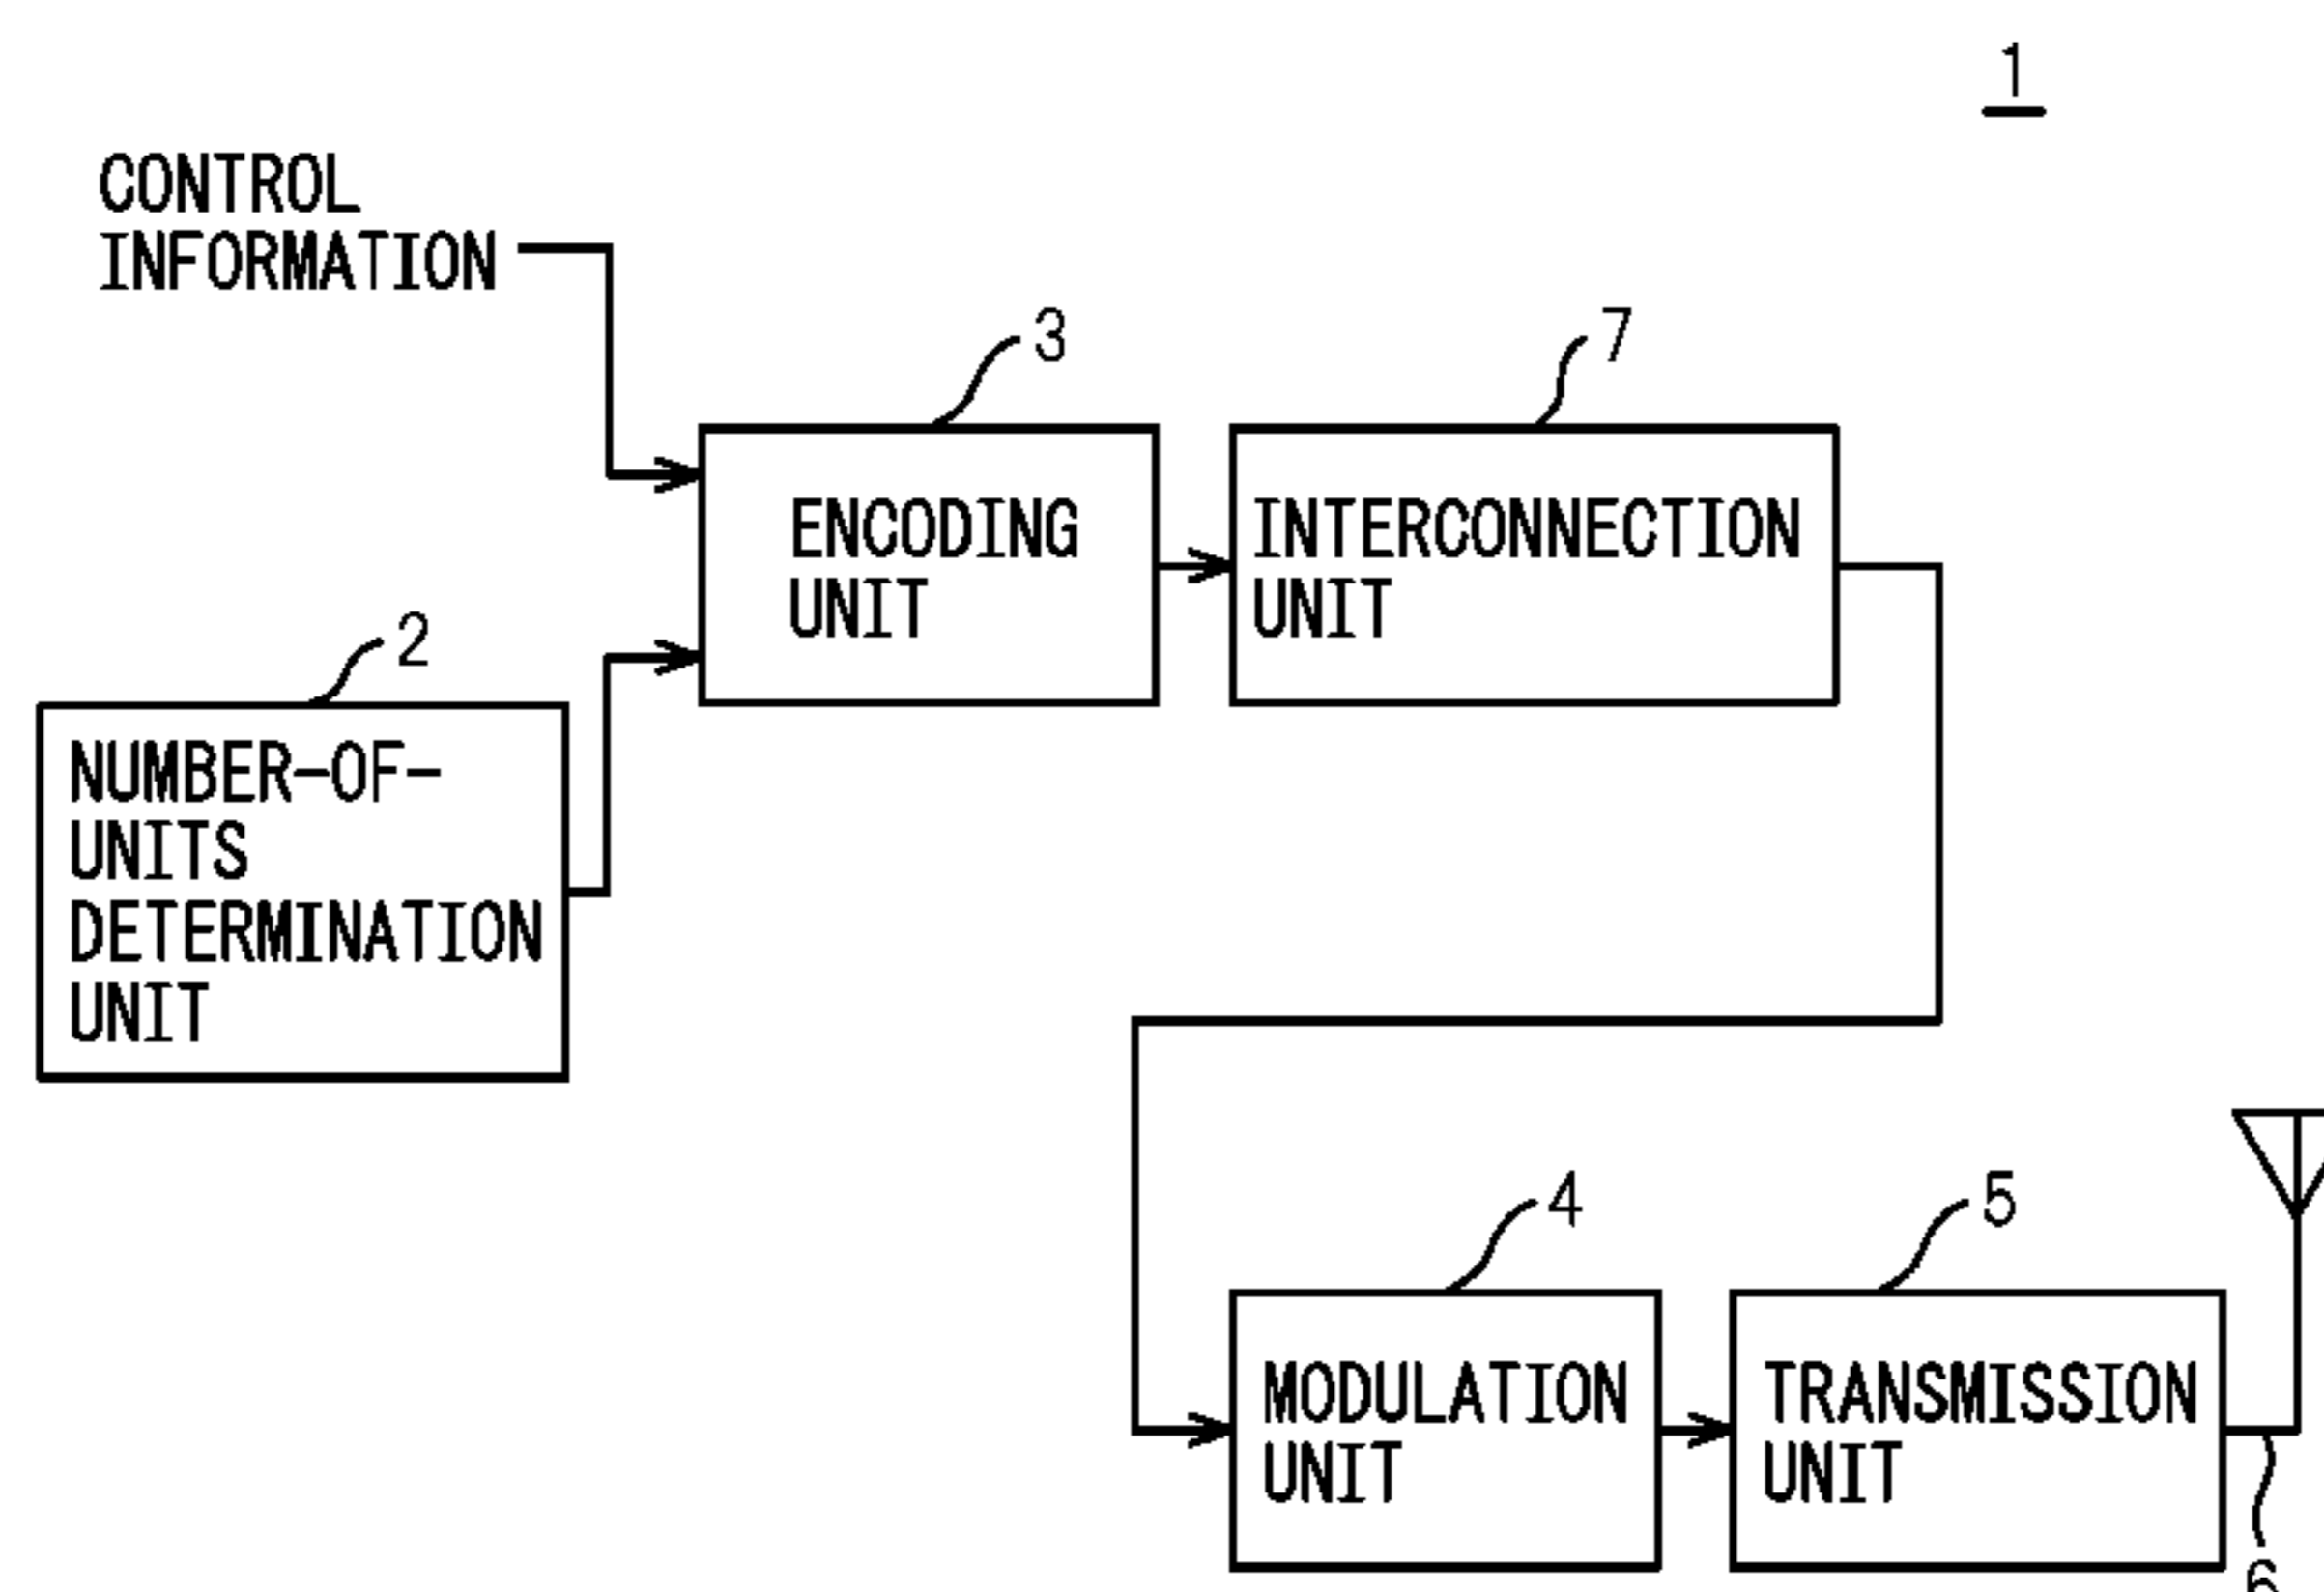 1
CONTROL
INFORMATION
3
7
ENCODING
UNIT
INTERCONNECTION
UNIT
2
NUMBER-OF-
UNITS
DETERMINATION
UNIT
4
5
MODULATION
UNIT
TRANSMISSION
UNIT
6